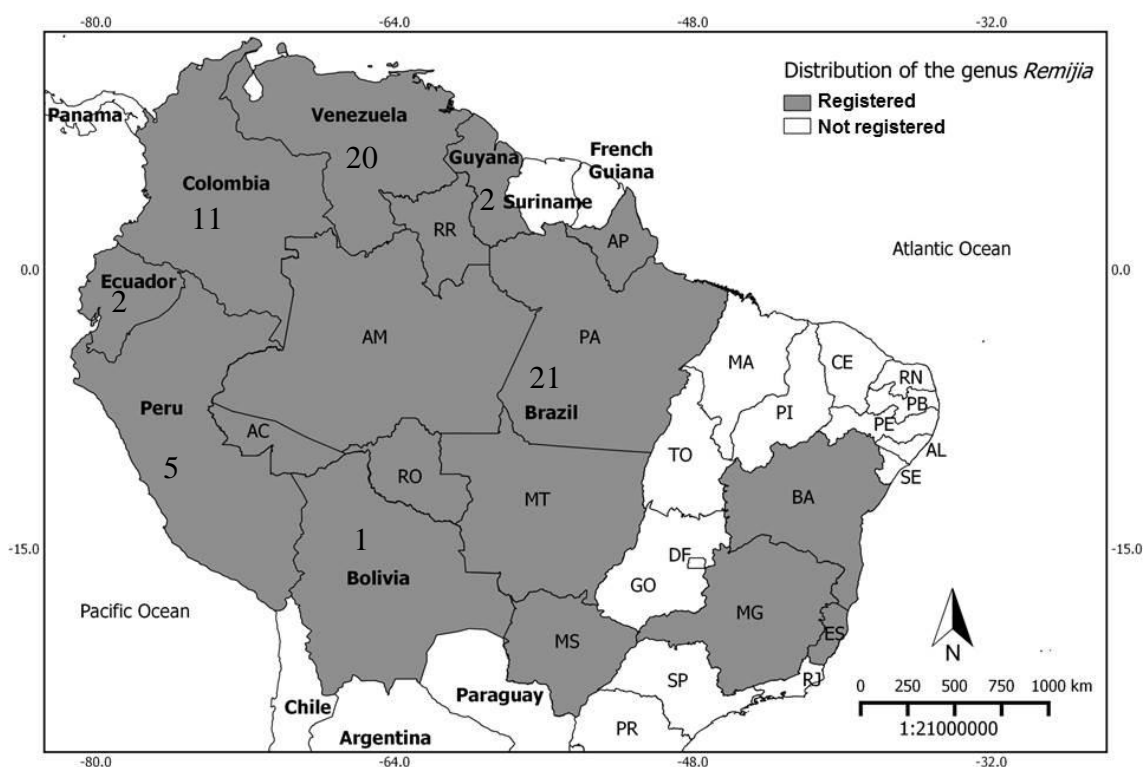 -80.0 -64.0 -48.0 -32.0
Distribution of the genus Remijia
Registered
Not registered
Panama
Venezuela
20
Guyana
2
French
Guiana
Suriname
Colombia
11
RR
AP
Atlantic Ocean
0.0 0.0
Ecuador
2
AM
PA
21
Brazil
MA
CE
RN
PB
PE
PI
AL
SE
TO
Peru
5
AC
RO
MT
BA
-15.0 -15.0
1
Bolivia
DF
GO
MG
ES
Pacific Ocean
MS
SP
RJ
PR
N
Chile
Paraguay
Argentina
0 250 500 750 1000 km
1:21000000
-80.0 -64.0 -48.0 -32.0